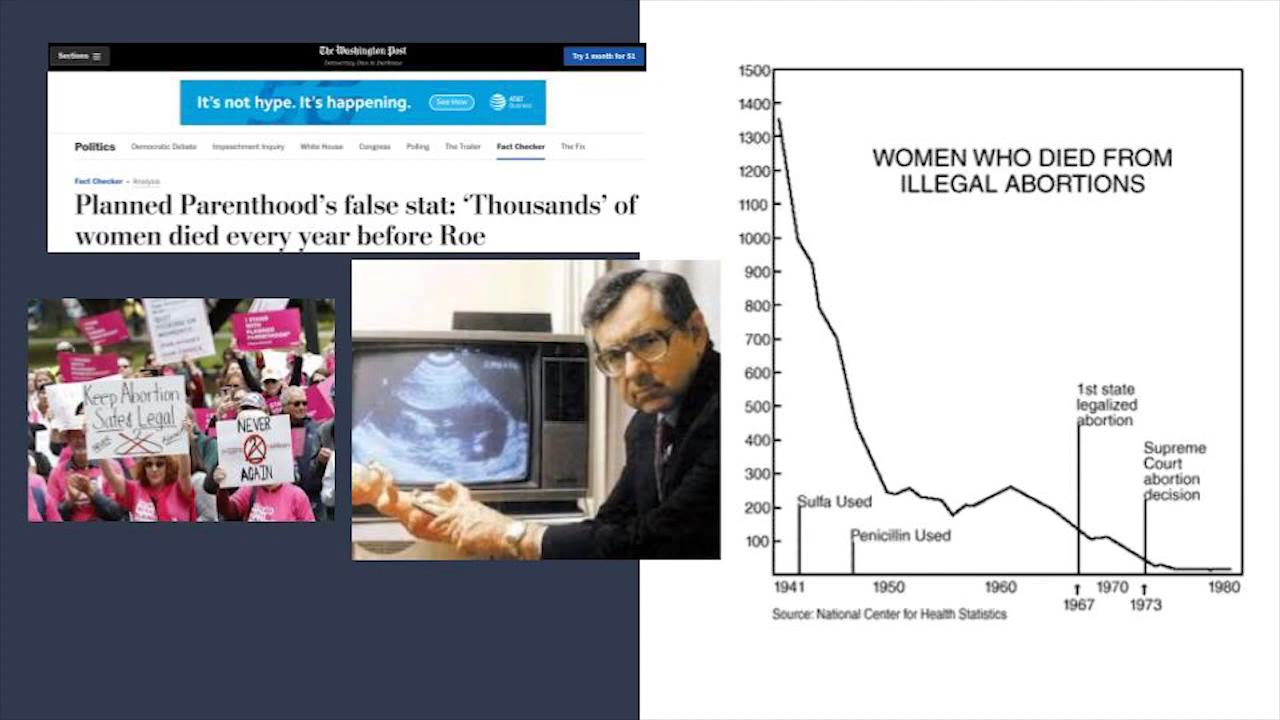 Sections
The Washington Post
Democracy Dies in Darkness
Try 1 month for $1
It's not hype. It's happening.
See How
AT&T
Business
Politics Democratic Debate Impeachment Inquiry White House Congress Polling The Trailer Fact Checker The Fix
Fact Checker • Analysis
Planned Parenthood's false stat: ‘Thousands’ of
women died every year before Roe
I STAND
WITH
PLANNED
PARENTHOOD
Keep Abortion
Safe & Legal
NEVER
AGAIN
WOMEN WHO DIED FROM
ILLEGAL ABORTIONS
1500
1400
1300
1200
1100
1000
900
800
700
600
500
400
300
200
100
1st state
legalized
abortion
Supreme
Court
abortion
decision
Sulfa Used
Penicillin Used
1941 1950 1960 1970 1980
1967 1973
Source: National Center for Health Statistics